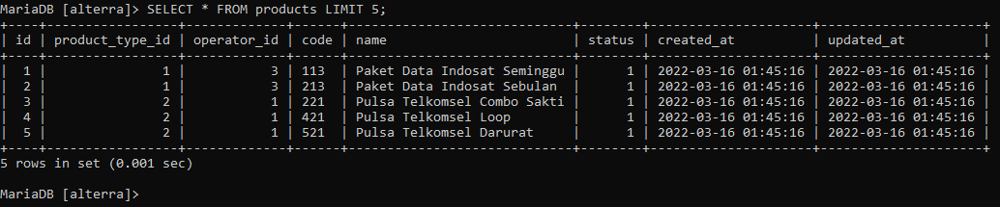 MariaDB [alterra]> SELECT * FROM products LIMIT 5;
+----+-----------------+-------------+------+----------------------------+--------+---------------------+---------------------+
| id | product_type_id | operator_id | code | name                       | status | created_at          | updated_at          |
+----+-----------------+-------------+------+----------------------------+--------+---------------------+---------------------+
|  1 |               1 |           3 | 113  | Paket Data Indosat Seminggu |      1 | 2022-03-16 01:45:16 | 2022-03-16 01:45:16 |
|  2 |               1 |           3 | 213  | Paket Data Indosat Sebulan |      1 | 2022-03-16 01:45:16 | 2022-03-16 01:45:16 |
|  3 |               2 |           1 | 221  | Pulsa Telkomsel Combo Sakti |      1 | 2022-03-16 01:45:16 | 2022-03-16 01:45:16 |
|  4 |               2 |           1 | 421  | Pulsa Telkomsel Loop       |      1 | 2022-03-16 01:45:16 | 2022-03-16 01:45:16 |
|  5 |               2 |           1 | 521  | Pulsa Telkomsel Darurat    |      1 | 2022-03-16 01:45:16 | 2022-03-16 01:45:16 |
+----+-----------------+-------------+------+----------------------------+--------+---------------------+---------------------+
5 rows in set (0.001 sec)
MariaDB [alterra]>